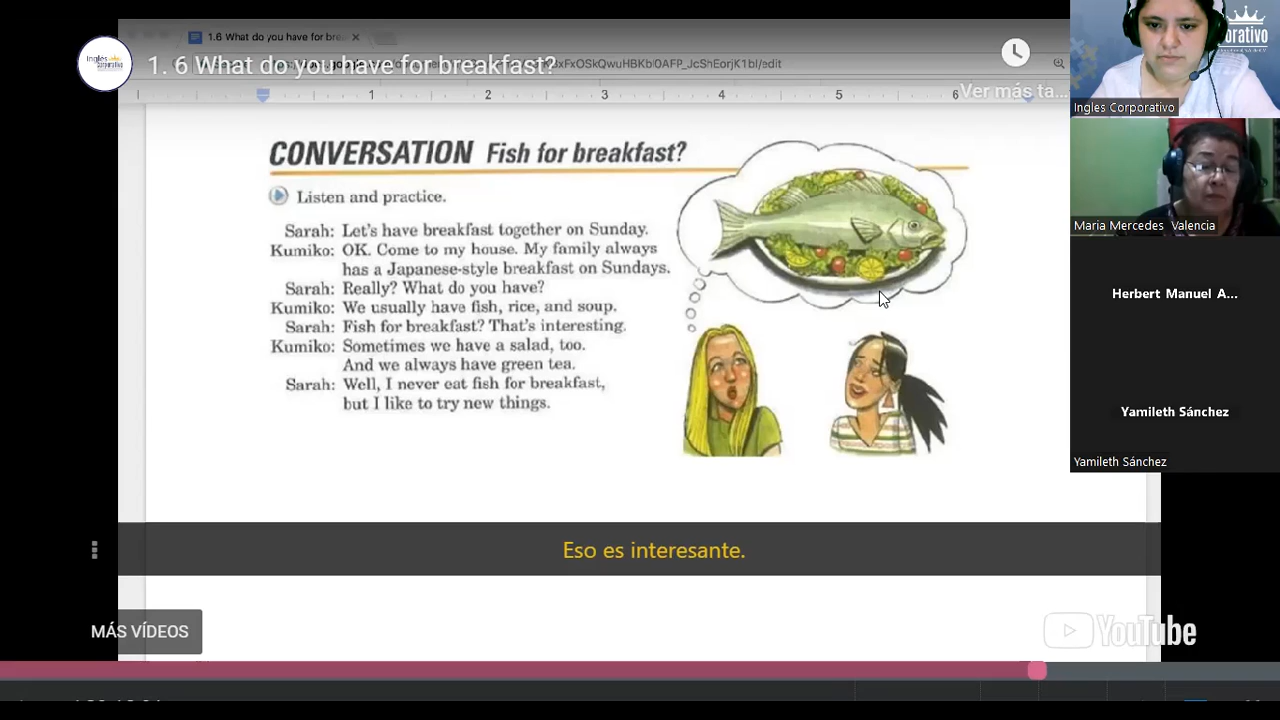 1.6 What do you have for brea
1. 6 What do you have for breakfast?
Ver más ta...
1 2 3 4 5 6
CONVERSATION Fish for breakfast?
Listen and practice.
Sarah: Let's have breakfast together on Sunday.
Kumiko: OK. Come to my house. My family always
has a Japanese-style breakfast on Sundays.
Sarah: Really? What do you have?
Kumiko: We usually have fish, rice, and soup.
Sarah: Fish for breakfast? That's interesting.
Kumiko: Sometimes we have a salad, too.
And we always have green tea.
Sarah: Well, I never eat fish for breakfast,
but I like to try new things.
Eso es interesante.
MÁS VÍDEOS
YouTube
Ingles Corporativo
Maria Mercedes Valencia
Herbert Manuel A...
Yamileth Sánchez
Yamileth Sánchez